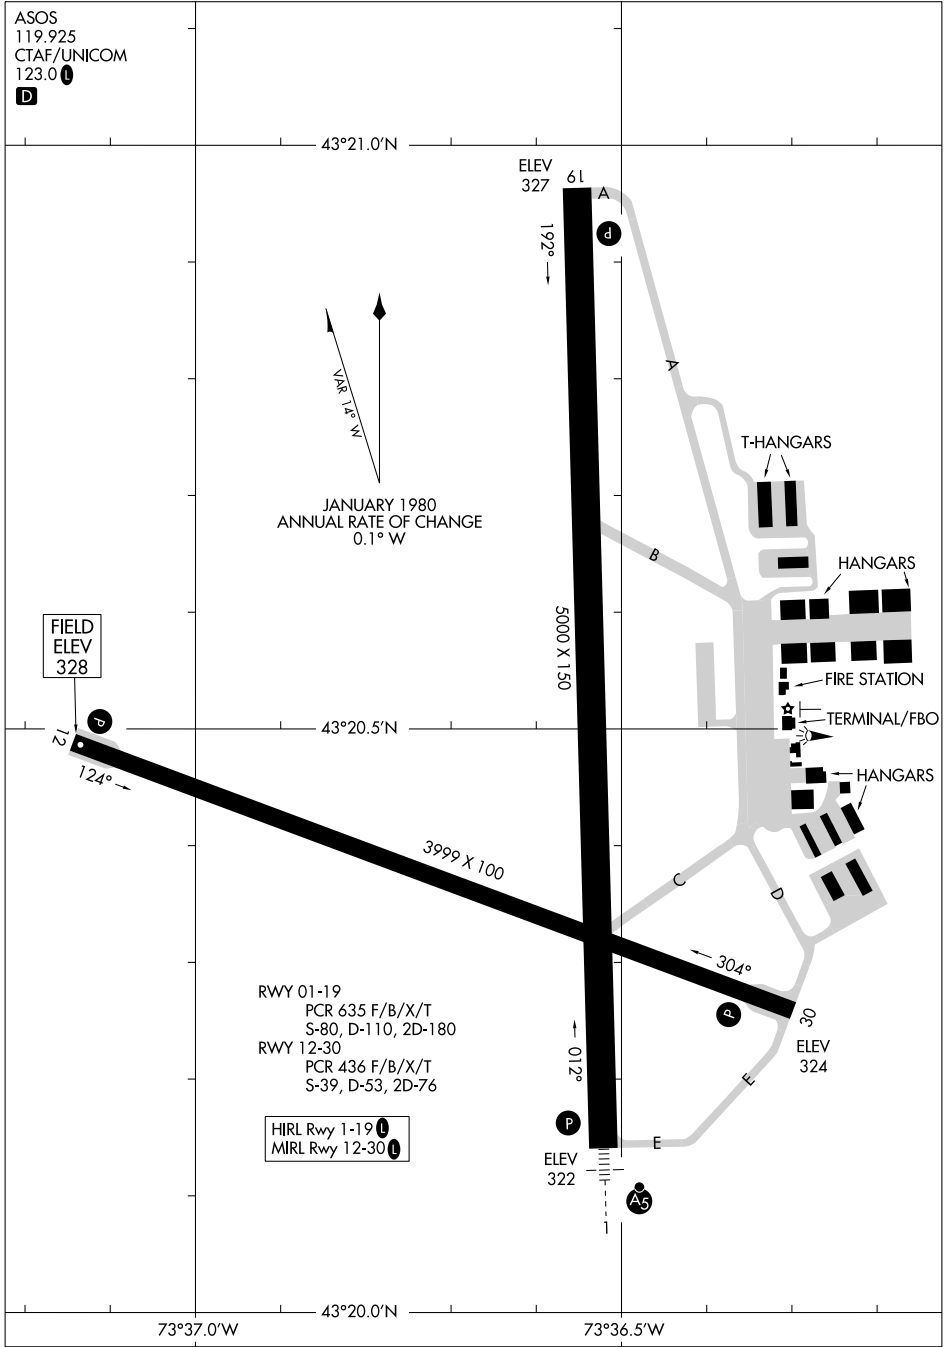 ASOS
119.925
CTAF/UNICOM
123.0 L
D
43°21.0'N
ELEV
327
19
A
P
192°
A
VAR 14° W
T-HANGARS
JANUARY 1980
ANNUAL RATE OF CHANGE
0.1° W
B
HANGARS
5000 X 150
FIELD
ELEV
328
FIRE STATION
P
TERMINAL/FBO
12
43°20.5'N
124°
HANGARS
3999 X 100
C
D
304°
RWY 01-19
PCR 635 F/B/X/T
S-80, D-110, 2D-180
RWY 12-30
PCR 436 F/B/X/T
S-39, D-53, 2D-76
P
30
ELEV
324
012°
E
HIRL Rwy 1-19 L
MIRL Rwy 12-30 L
P
E
ELEV
322
A5
1
43°20.0'N
73°37.0'W
73°36.5'W